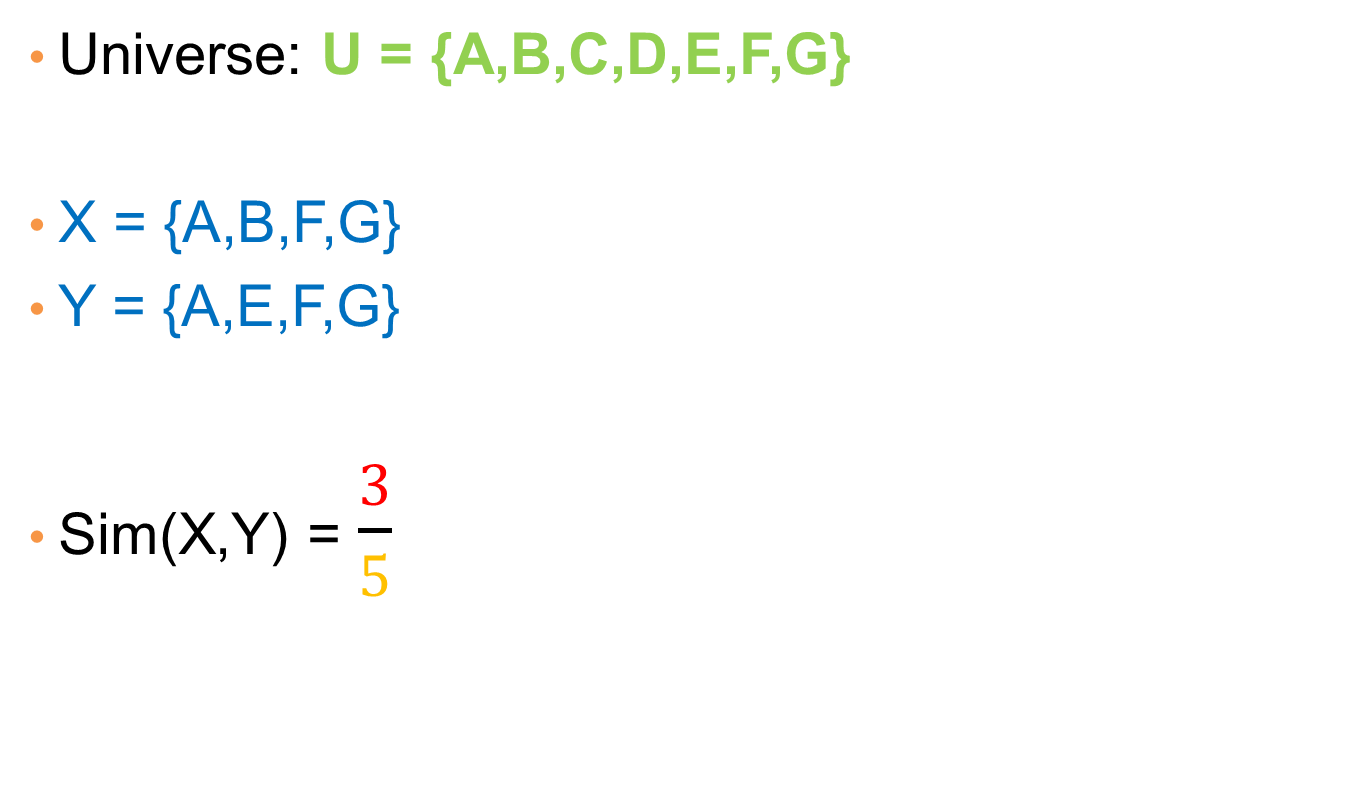 • Universe: U = {A,B,C,D,E,F,G}
• X = {A,B,F,G}
• Y = {A,E,F,G}
• Sim(X,Y) = 3/5